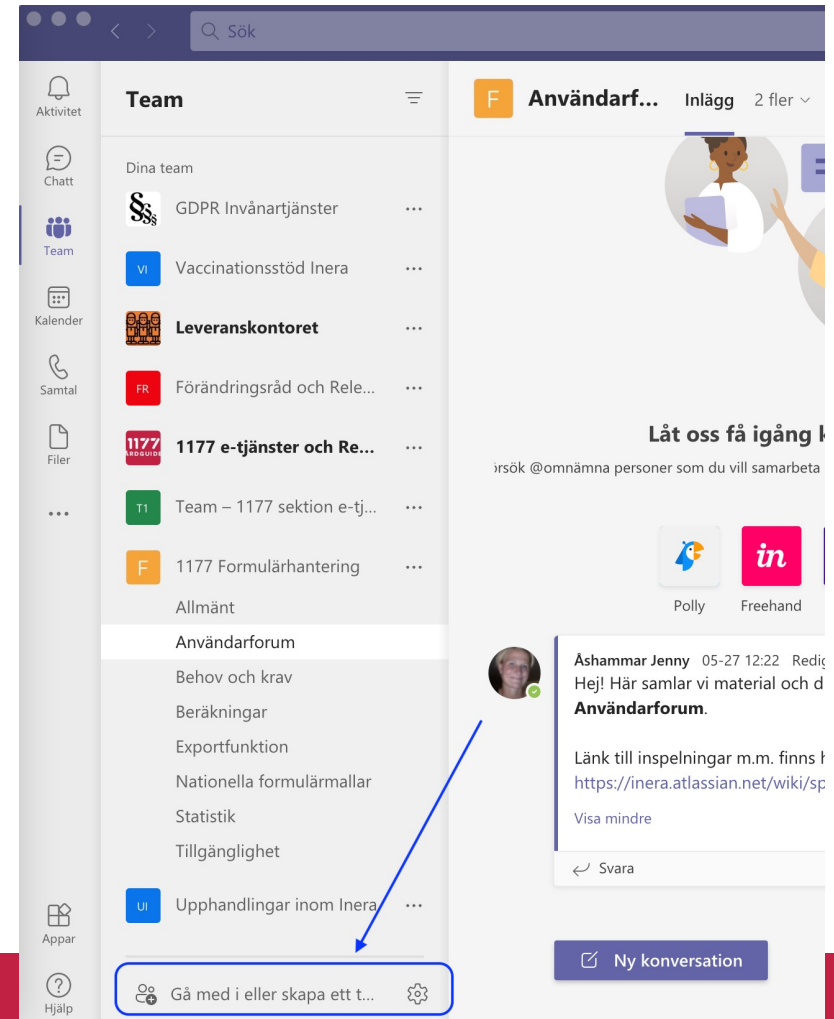 Sök
Aktivitet
Chatt
Team
Kalender
Samtal
Filer
Appar
Hjälp
Team
Dina team
§§§ GDPR Invånartjänster
VI Vaccinationsstöd Inera
Leveranskontoret
FR Förändringsråd och Rele...
1177 1177 e-tjänster och Re...
T1 Team – 1177 sektion e-tj...
F 1177 Formulärhantering
Allmänt
Användarforum
Behov och krav
Beräkningar
Exportfunktion
Nationella formulärmallar
Statistik
Tillgänglighet
UI Upphandlingar inom Inera
Gå med i eller skapa ett t...
F Användarf... Inlägg 2 fler
Låt oss få igång
örsök @omnämna personer som du vill samarbeta
in
Polly Freehand
Åshammar Jenny 05-27 12:22 Redig
Hej! Här samlar vi material och d
Användarforum.
Länk till inspelningar m.m. finns h
https://inera.atlassian.net/wiki/sp
Visa mindre
Svara
Ny konversation